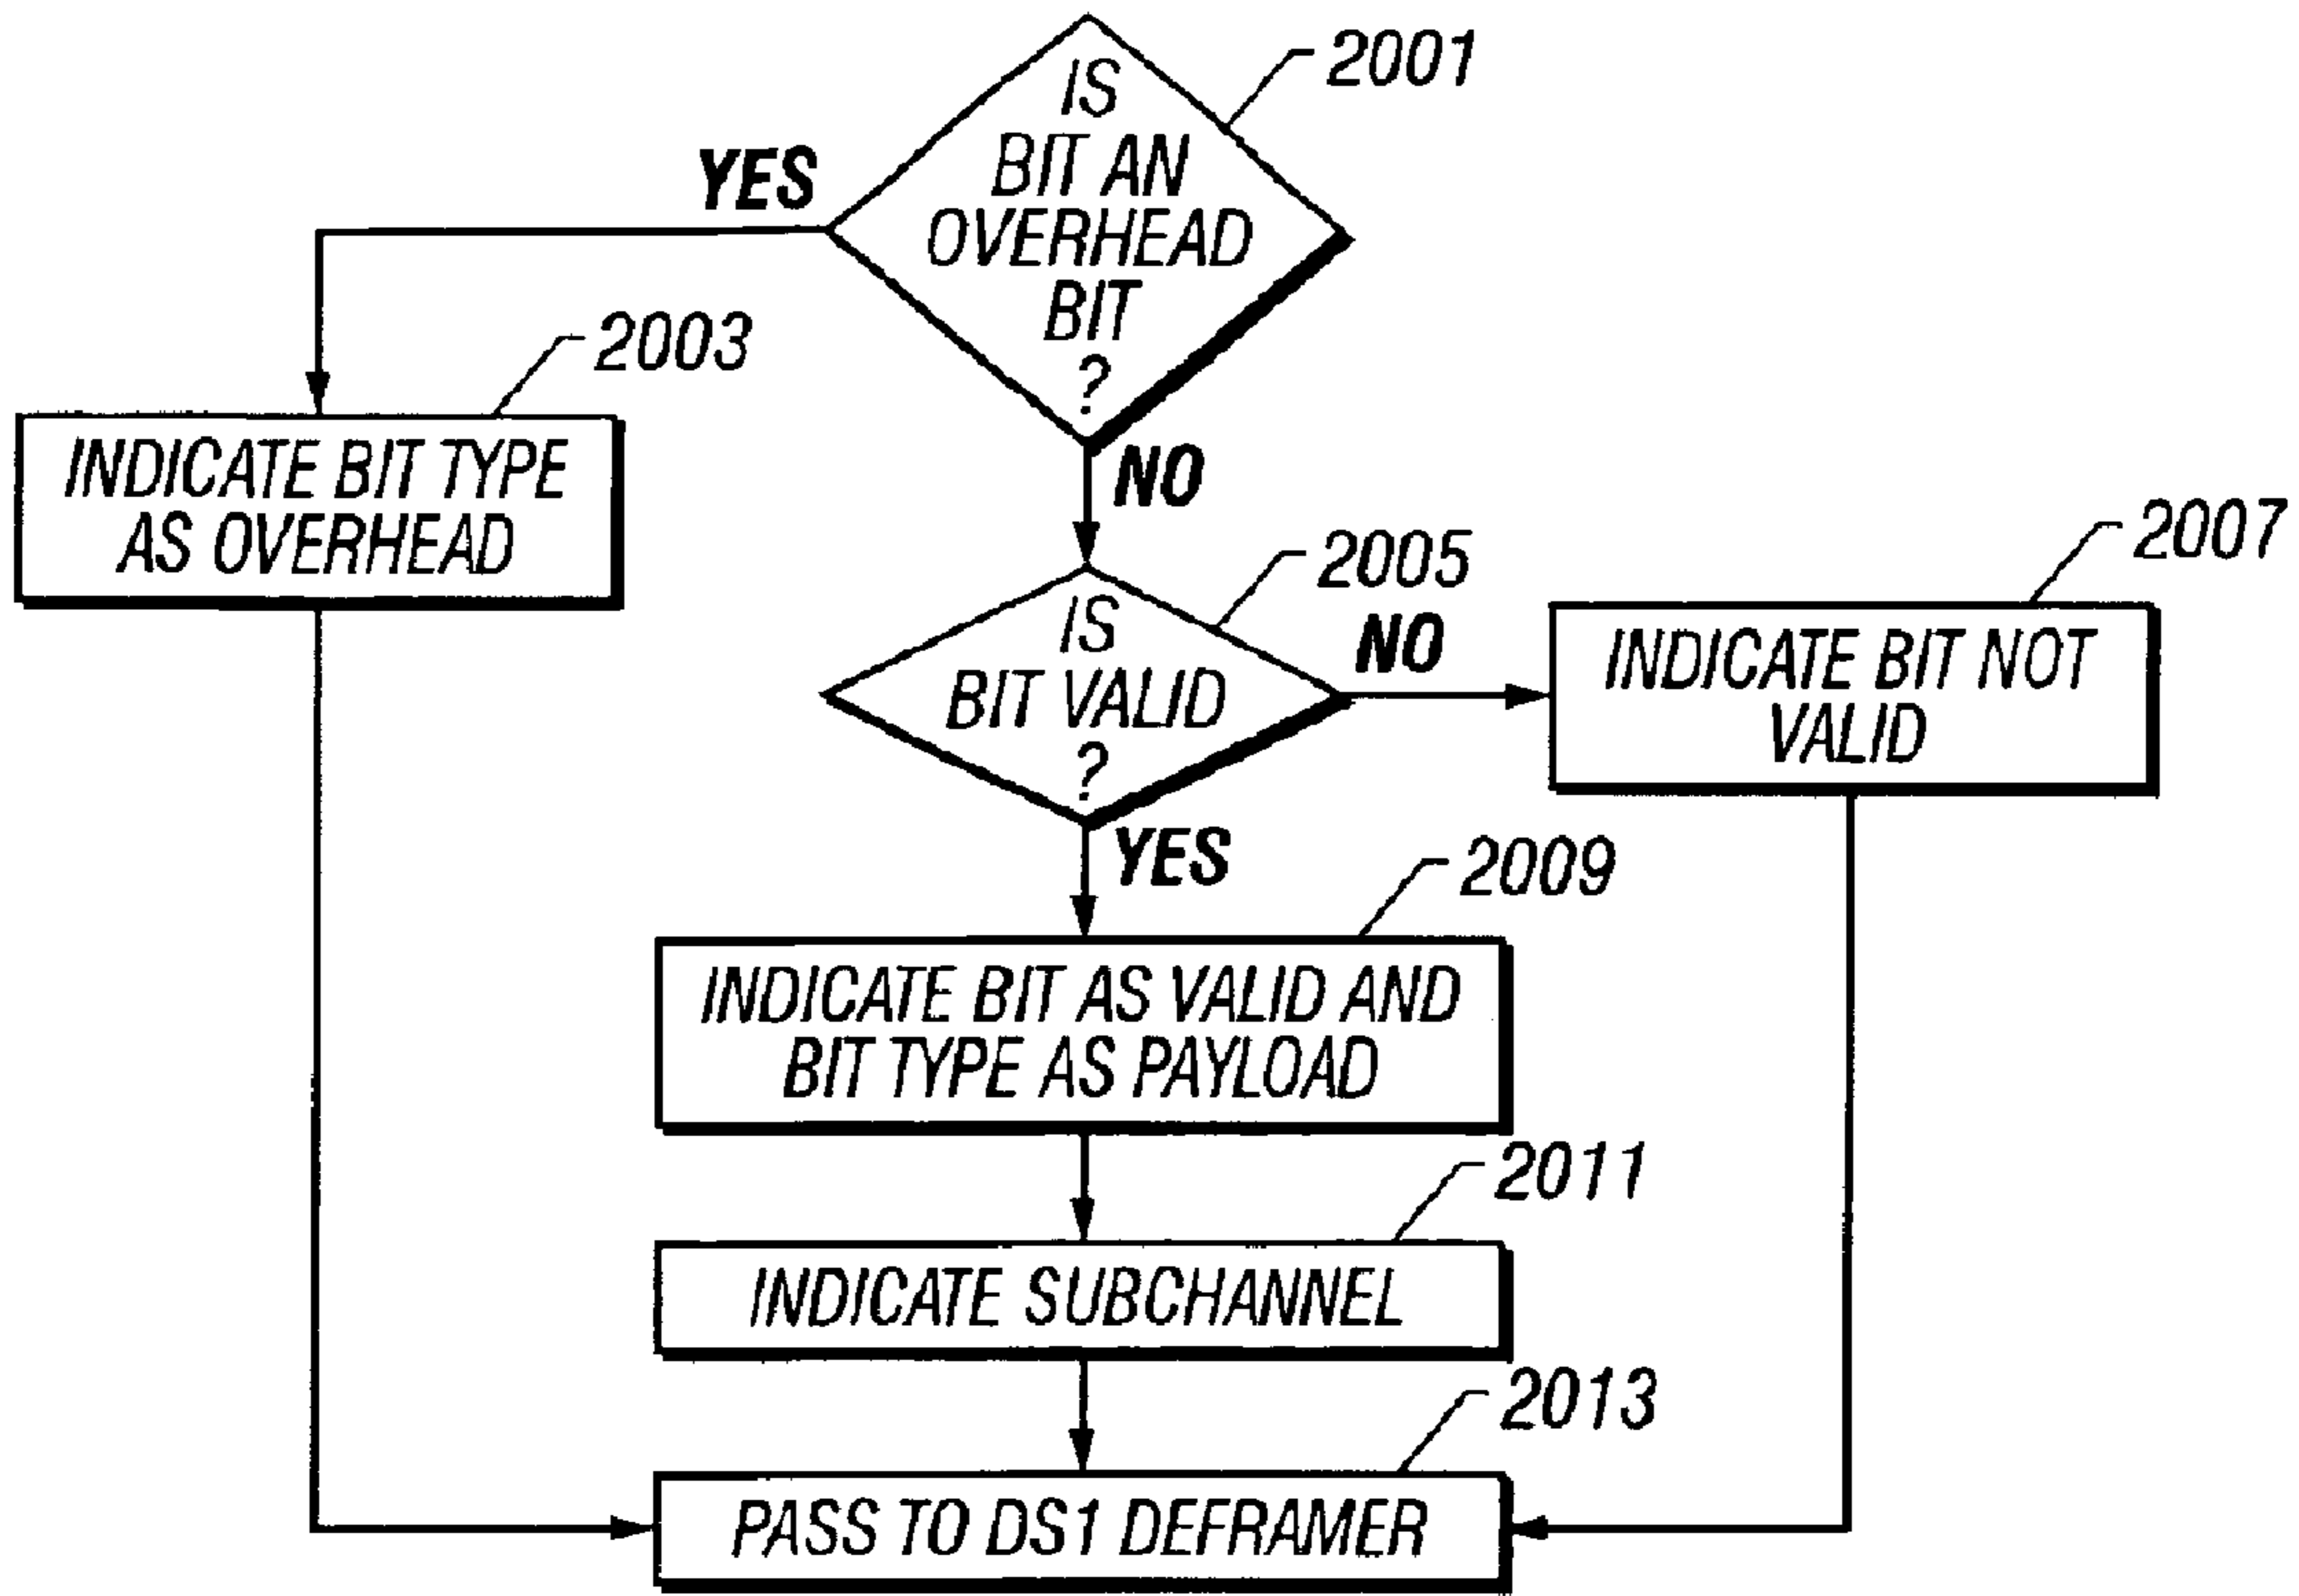 IS
BIT AN
OVERHEAD
BIT
?
2001
YES
NO
2003
INDICATE BIT TYPE
AS OVERHEAD
IS
BIT VALID
?
2005
NO
YES
2007
INDICATE BIT NOT
VALID
2009
INDICATE BIT AS VALID AND
BIT TYPE AS PAYLOAD
2011
INDICATE SUBCHANNEL
2013
PASS TO DS1 DEFRAMER